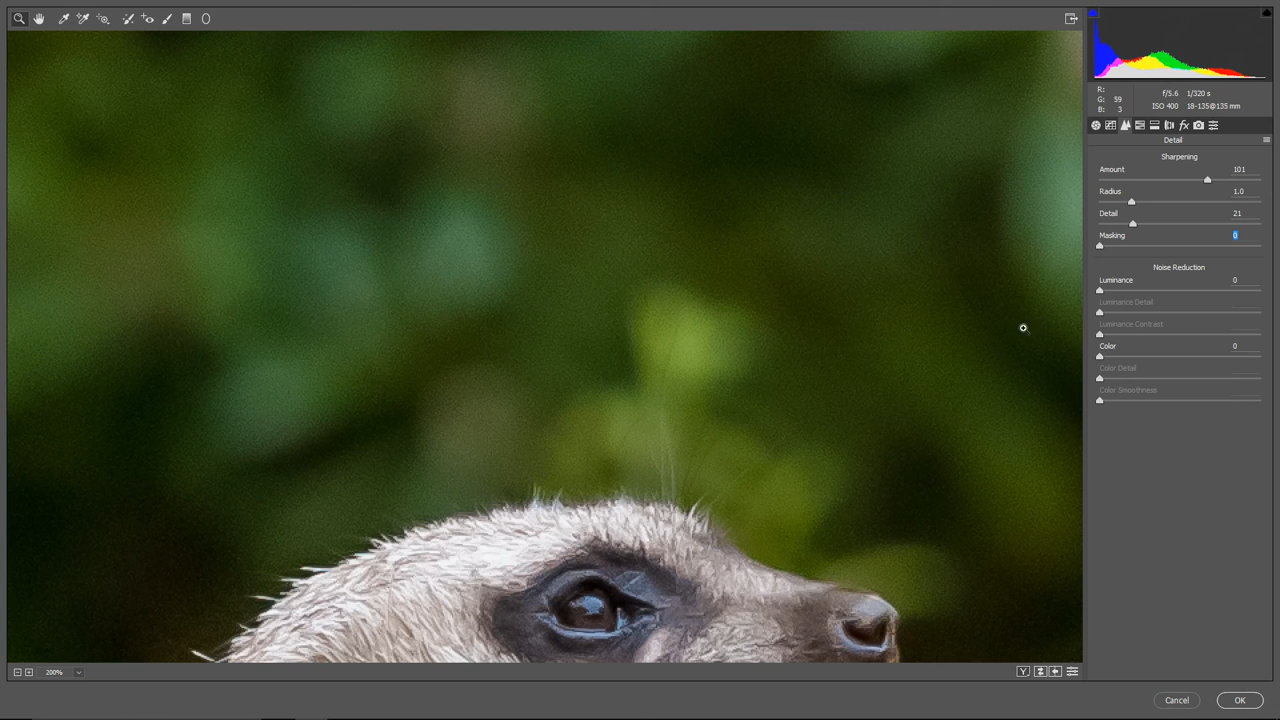 R:
G: 59
B: 3
f/5.6 1/320 s
ISO 400 18-135@135 mm
fx
Detail
Sharpening
Amount 101
Radius 1.0
Detail 21
Masking 0
Noise Reduction
Luminance 0
Luminance Detail
Luminance Contrast
Color 0
Color Detail
Color Smoothness
200%
Y
Cancel OK